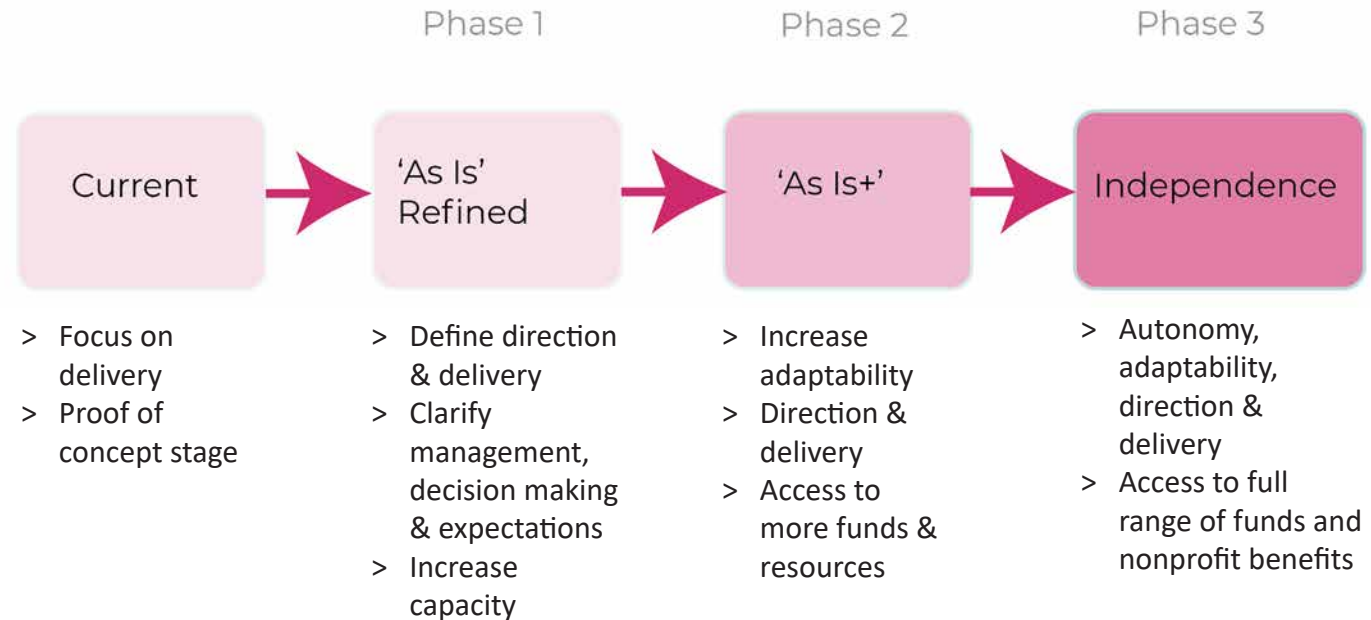 Phase 1
Phase 2
Phase 3
Current
‘As Is’
Refined
‘As Is+’
Independence
> Focus on
delivery
> Proof of
concept stage
> Define direction
& delivery
> Clarify
management,
decision making
& expectations
> Increase
capacity
> Increase
adaptability
> Direction &
delivery
> Access to
more funds &
resources
> Autonomy,
adaptability,
direction &
delivery
> Access to full
range of funds and
nonprofit benefits